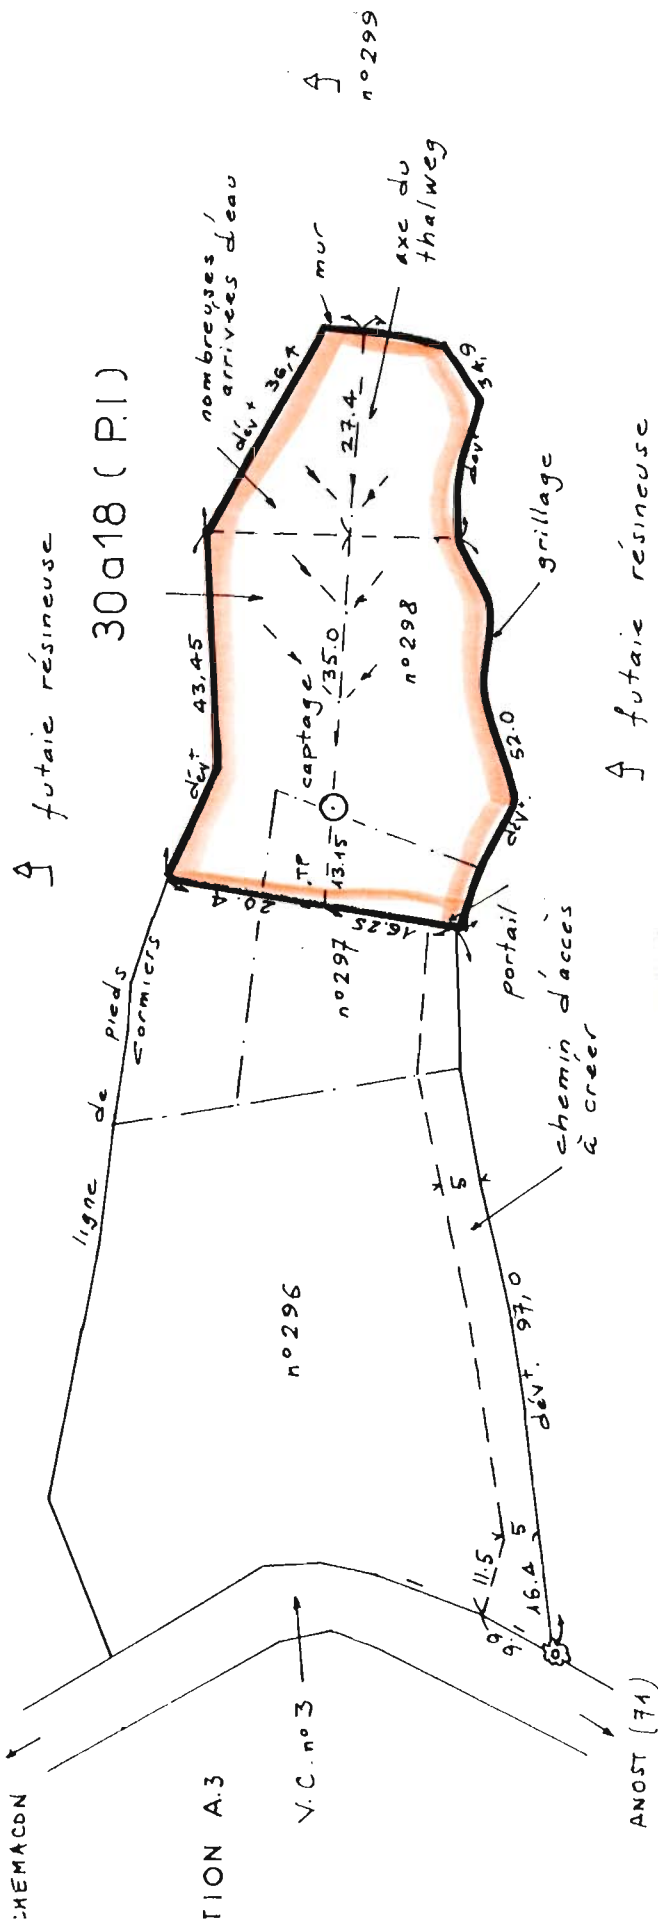 futaie résineuse
30a18 (P.I)
nombreuses
arrivées d'eau
n°299
mur
axe du
thalweg
dév^t 36,7
27.4
34,9
dév^t
43,45
dév^t
captage
35.0
n°298
grillage
52.0
dév^t.
futaie résineuse
TP
13.15
20.4
16.25
n°297
portail
chemin d'accès
à créer
ligne de pieds
cormiers
n°296
5
dév^t. 97,0
5
11.5
16.4
9.1
V.C. n°3
TION A.3
HEMACON
ANOST (71)